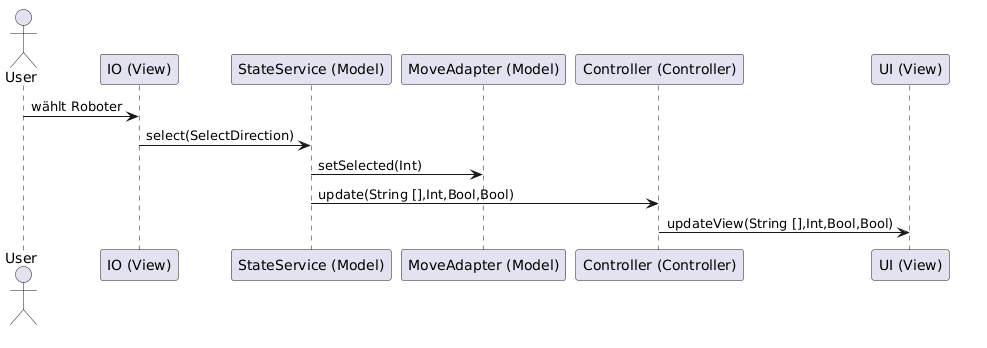 User
IO (View)
StateService (Model)
MoveAdapter (Model)
Controller (Controller)
UI (View)
wählt Roboter
select(SelectDirection)
setSelected(Int)
update(String [],Int,Bool,Bool)
updateView(String [],Int,Bool,Bool)
User
IO (View)
StateService (Model)
MoveAdapter (Model)
Controller (Controller)
UI (View)